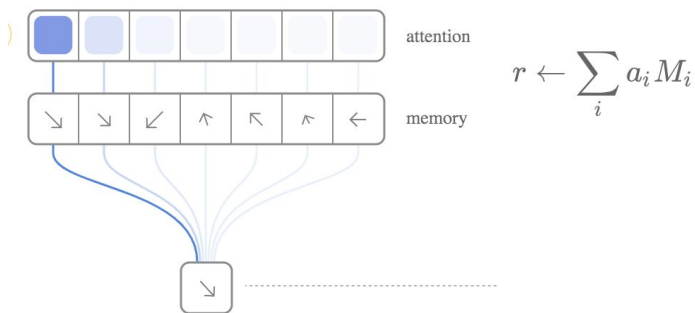 attention
r ← ∑ᵢ aᵢMᵢ
memory